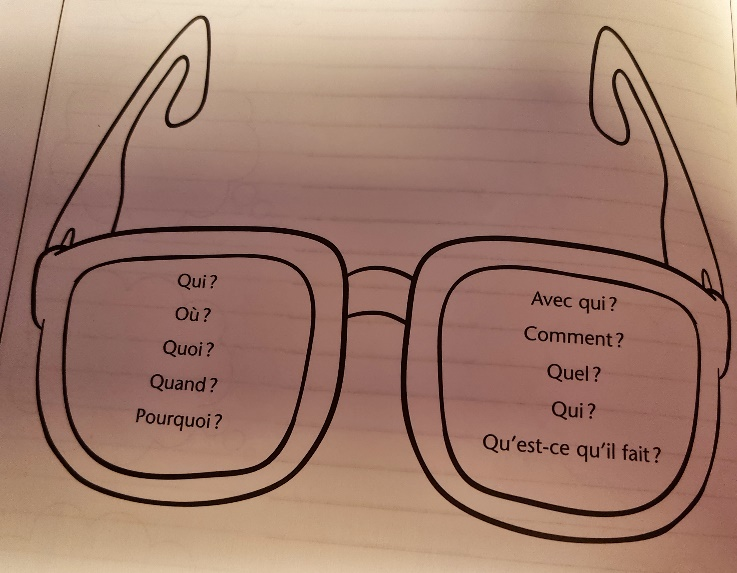 Qui?
Où?
Quoi?
Quand?
Pourquoi?
Avec qui?
Comment?
Quel?
Qui?
Qu'est-ce qu'il fait?